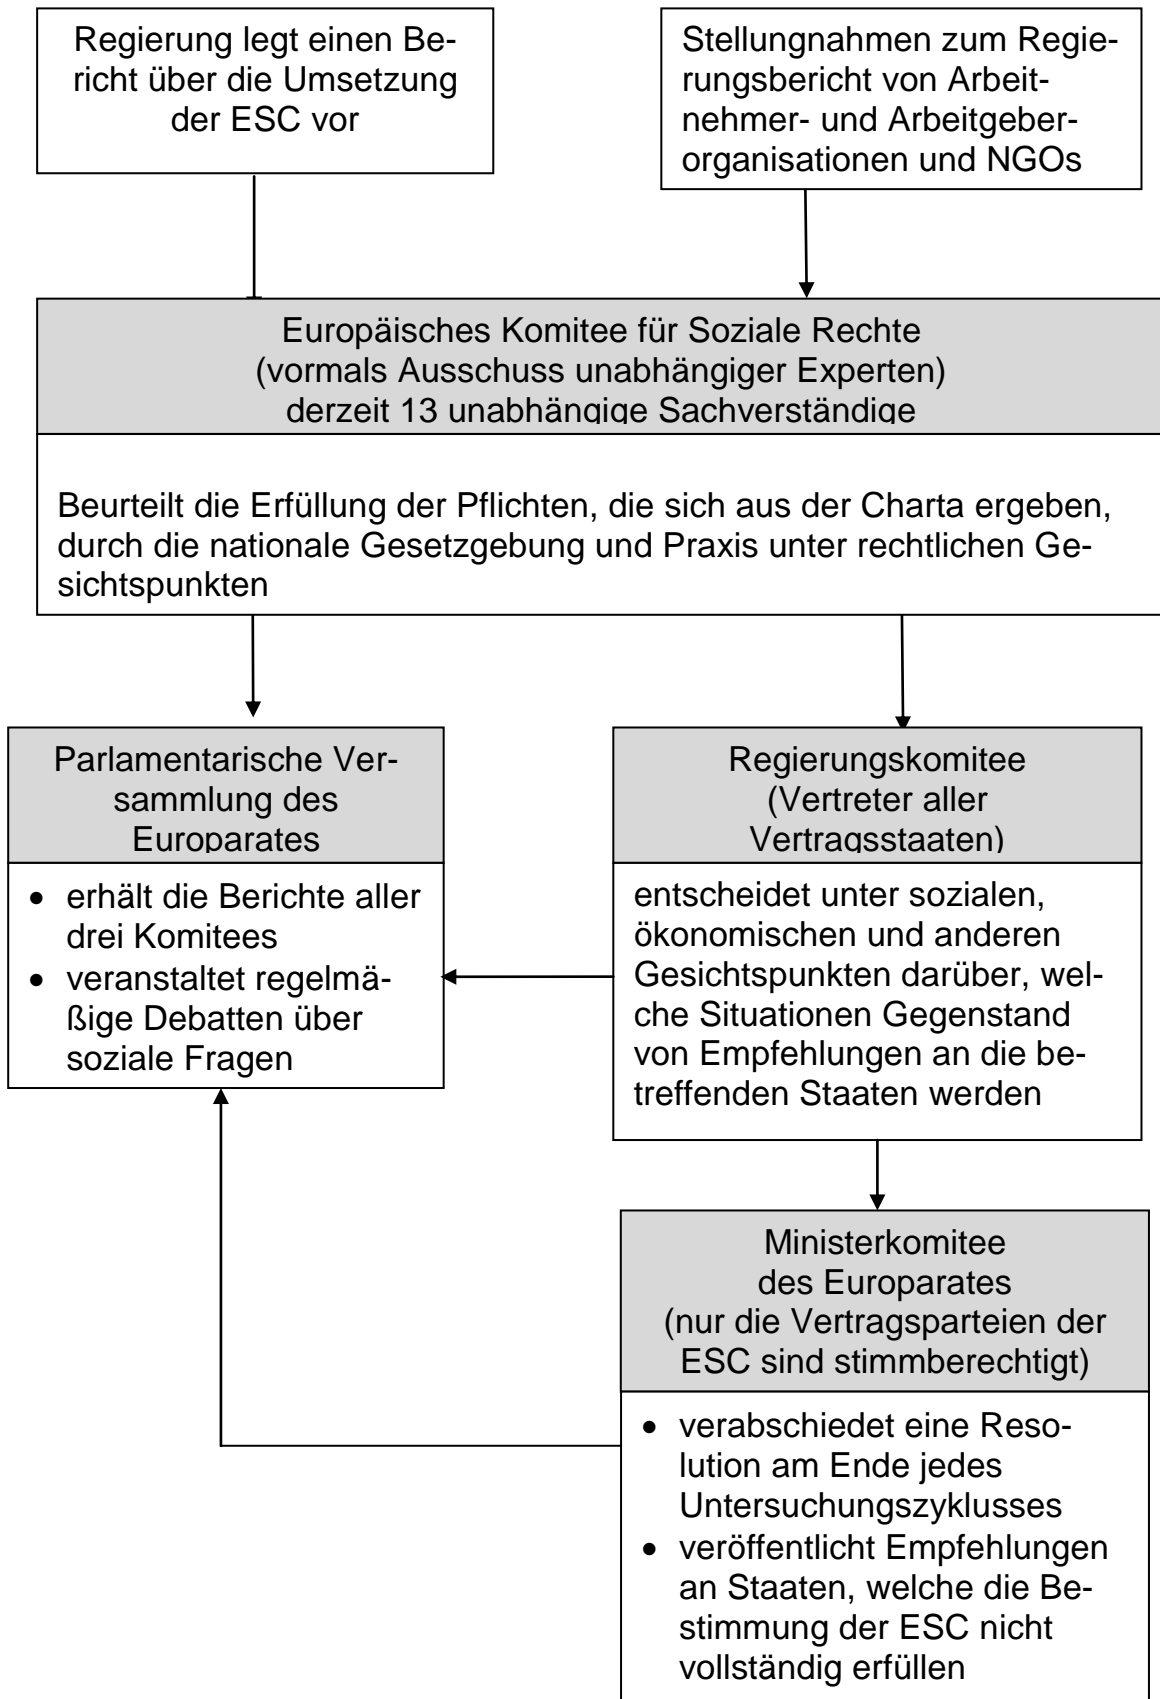 Regierung legt einen Be-
richt über die Umsetzung
der ESC vor
Stellungnahmen zum Regie-
rungsbericht von Arbeit-
nehmer- und Arbeitgeber-
organisationen und NGOs
Europäisches Komitee für Soziale Rechte
(vormals Ausschuss unabhängiger Experten)
derzeit 13 unabhängige Sachverständige
Beurteilt die Erfüllung der Pflichten, die sich aus der Charta ergeben,
durch die nationale Gesetzgebung und Praxis unter rechtlichen Ge-
sichtspunkten
Parlamentarische Ver-
sammlung des
Europarates
• erhält die Berichte aller
drei Komitees
• veranstaltet regelmä-
ßige Debatten über
soziale Fragen
Regierungskomitee
(Vertreter aller
Vertragsstaaten)
entscheidet unter sozialen,
ökonomischen und anderen
Gesichtspunkten darüber, wel-
che Situationen Gegenstand
von Empfehlungen an die be-
treffenden Staaten werden
Ministerkomitee
des Europarates
(nur die Vertragsparteien der
ESC sind stimmberechtigt)
• verabschiedet eine Reso-
lution am Ende jedes
Untersuchungszyklusses
• veröffentlicht Empfehlungen
an Staaten, welche die Be-
stimmung der ESC nicht
vollständig erfüllen